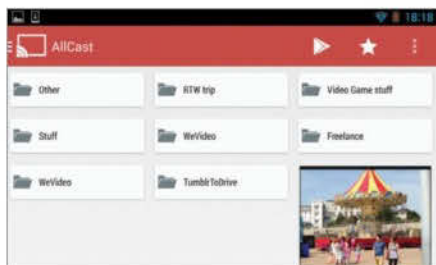 18:18
AllCast
Other
RTW trip
Video Game stuff
Stuff
WeVideo
Freelance
WeVideo
TumblrToDrive